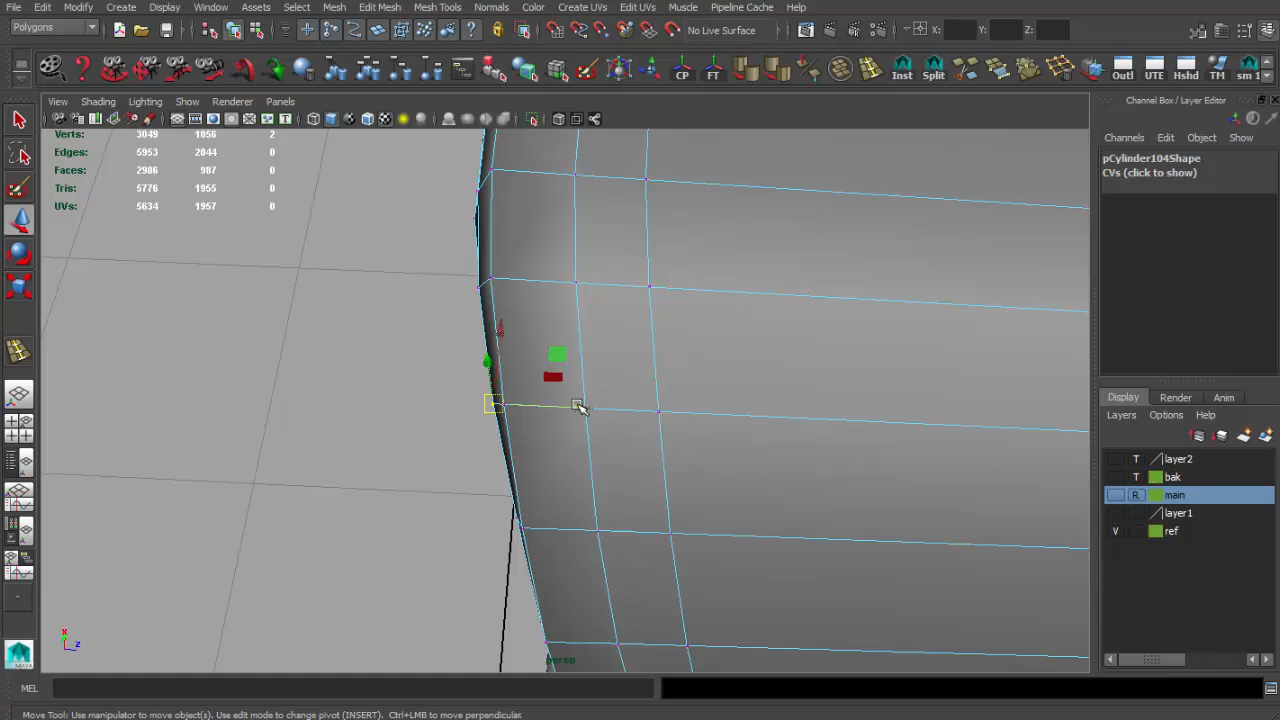 File Edit Modify Create Display Window Assets Select Mesh Edit Mesh Mesh Tools Normals Color Create UVs Edit UVs Muscle Pipeline Cache Help
Polygons No Live Surface X: Y: Z:
CP FT Inst Split Outl UTE Hshd TM sm 1
View Shading Lighting Show Renderer Panels
Channel Box / Layer Editor
Channels Edit Object Show
Verts: 3049 1056 2
Edges: 5953 2044 0
Faces: 2906 987 0
Tris: 5776 1955 0
UVs: 5634 1957 0
pCylinder104Shape
CVs (click to show)
Display Render Anim
Layers Options Help
T layer2
T bak
R main
layer1
V ref
x
y
z
persp
MAYA
MEL
Move Tool: Use manipulator to move object(s). Use edit mode to change pivot (INSERT). Ctrl+LMB to move perpendicular.